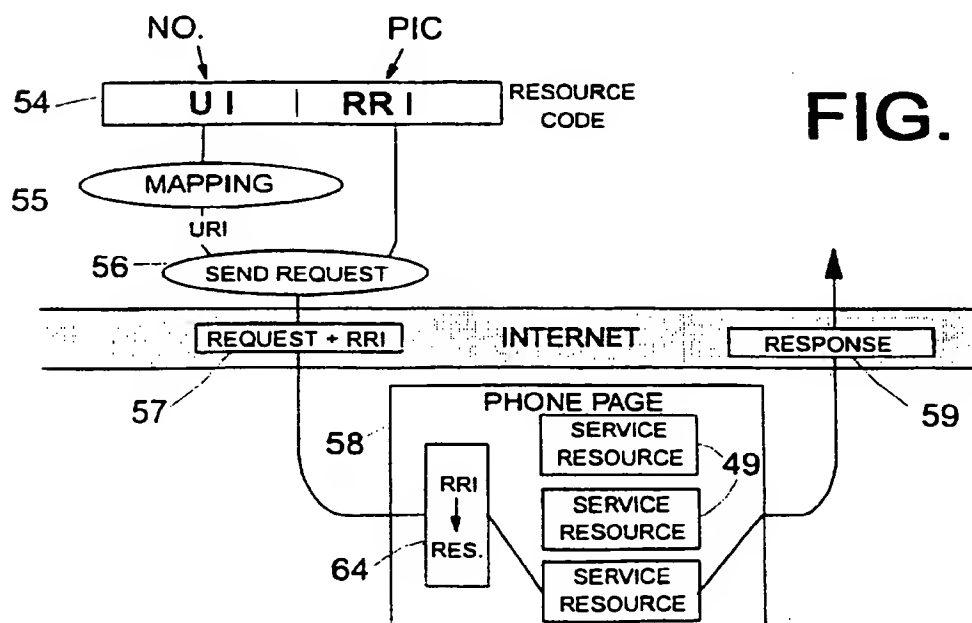 NO.
PIC
54
UI | RRI
RESOURCE
CODE
FIG.
55
MAPPING
URI
56
SEND REQUEST
REQUEST + RRI
INTERNET
RESPONSE
57
59
58
PHONE PAGE
SERVICE
RESOURCE
49
RRI
RES.
64
SERVICE
RESOURCE
SERVICE
RESOURCE